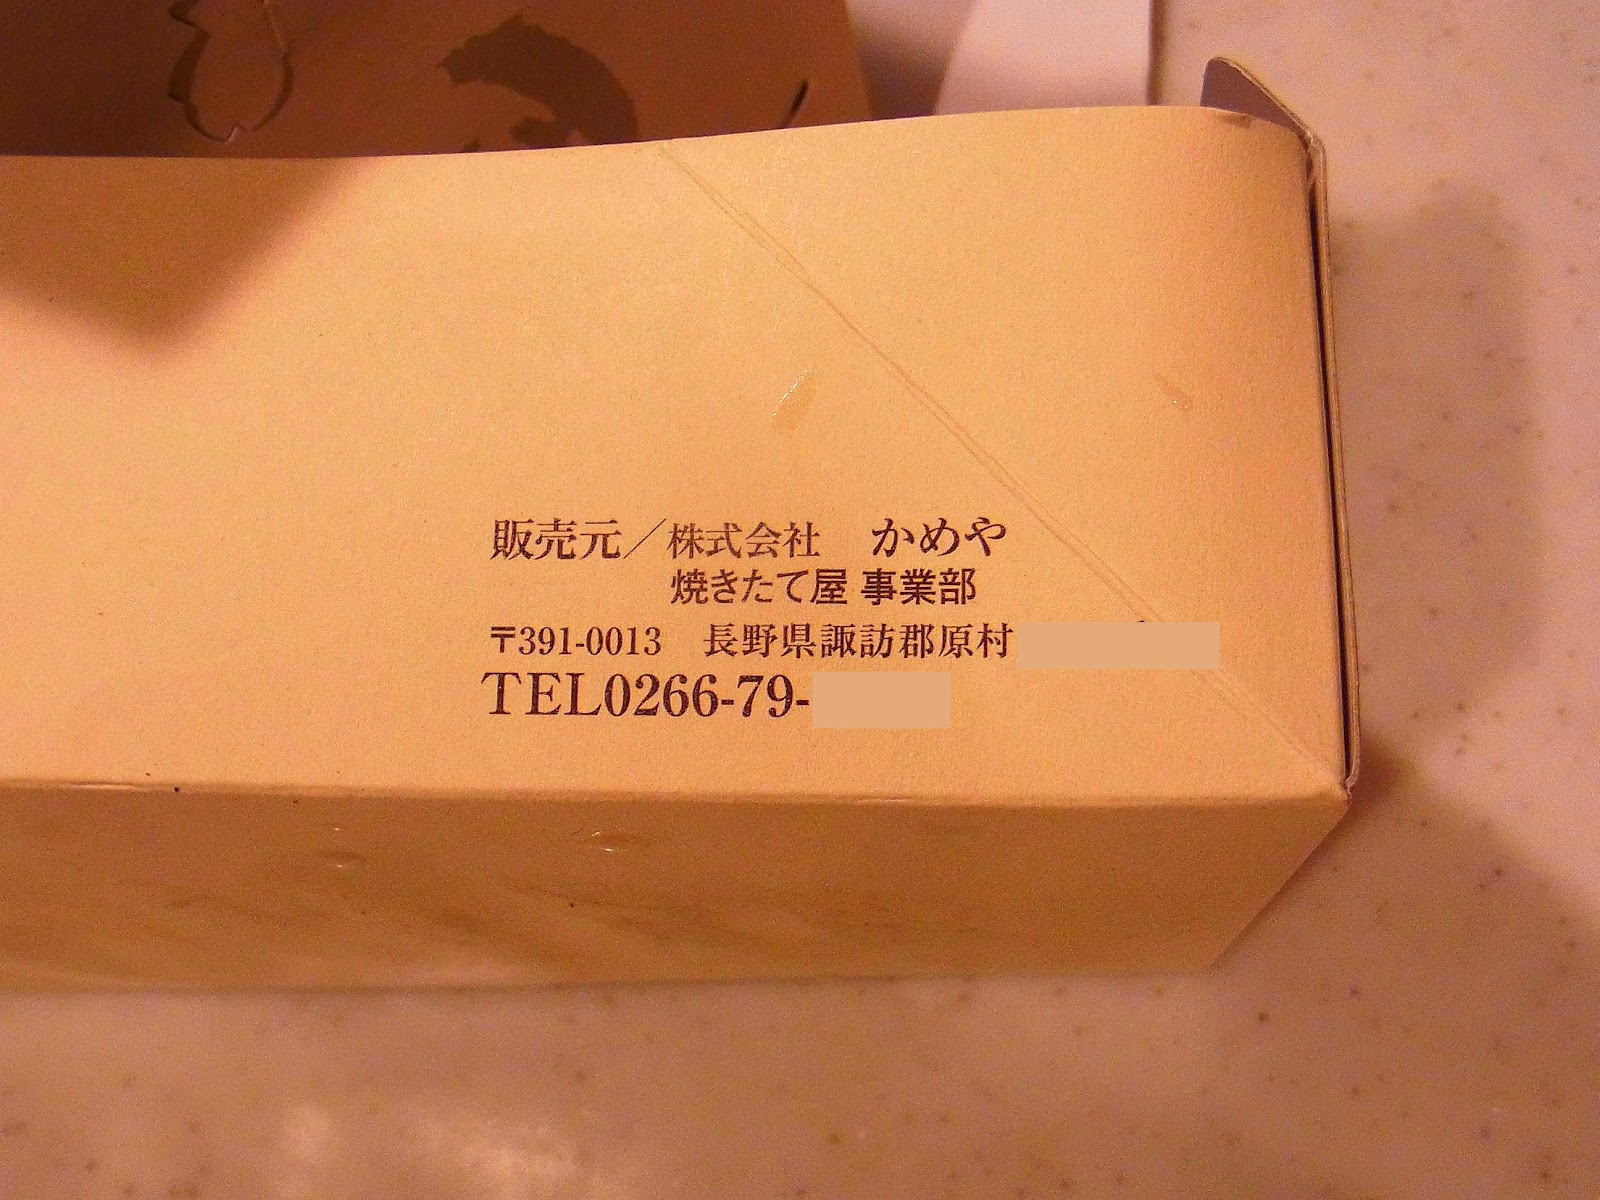 販売元／株式会社　かめや
焼きたて屋 事業部
〒391-0013　長野県諏訪郡原村
TEL0266-79-